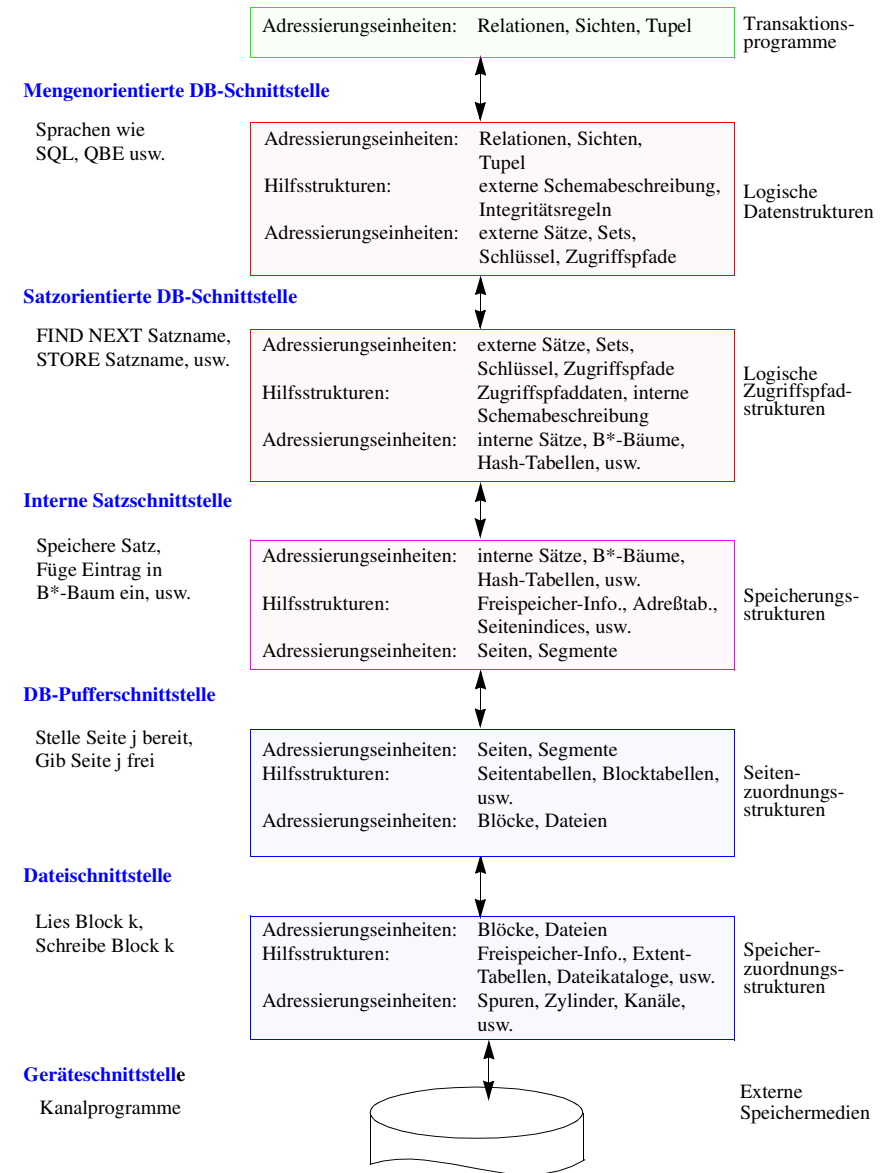 Adressierungseinheiten: Relationen, Sichten, Tupel
Transaktions-
programme
Mengenorientierte DB-Schnittstelle
Sprachen wie
SQL, QBE usw.
Adressierungseinheiten: Relationen, Sichten,
Tupel
Hilfsstrukturen: externe Schemabeschreibung,
Integritätsregeln
Adressierungseinheiten: externe Sätze, Sets,
Schlüssel, Zugriffspfade
Logische
Datenstrukturen
Satzorientierte DB-Schnittstelle
FIND NEXT Satzname,
STORE Satzname, usw.
Adressierungseinheiten: externe Sätze, Sets,
Schlüssel, Zugriffspfade
Hilfsstrukturen: Zugriffspfaddaten, interne
Schemabeschreibung
Adressierungseinheiten: interne Sätze, B*-Bäume,
Hash-Tabellen, usw.
Logische
Zugriffspfad-
strukturen
Interne Satzschnittstelle
Speichere Satz,
Füge Eintrag in
B*-Baum ein, usw.
Adressierungseinheiten: interne Sätze, B*-Bäume,
Hash-Tabellen, usw.
Hilfsstrukturen: Freispeicher-Info., Adreßtab.,
Seitenindices, usw.
Adressierungseinheiten: Seiten, Segmente
Speicherungs-
strukturen
DB-Pufferschnittstelle
Stelle Seite j bereit,
Gib Seite j frei
Adressierungseinheiten: Seiten, Segmente
Hilfsstrukturen: Seitentabellen, Blocktabellen,
usw.
Adressierungseinheiten: Blöcke, Dateien
Seiten-
zuordnungs-
strukturen
Dateischnittstelle
Lies Block k,
Schreibe Block k
Adressierungseinheiten: Blöcke, Dateien
Hilfsstrukturen: Freispeicher-Info., Extent-
Tabellen, Dateikataloge, usw.
Adressierungseinheiten: Spuren, Zylinder, Kanäle,
usw.
Speicher-
zuordnungs-
strukturen
Geräteschnittstelle
Kanalprogramme
Externe
Speichermedien